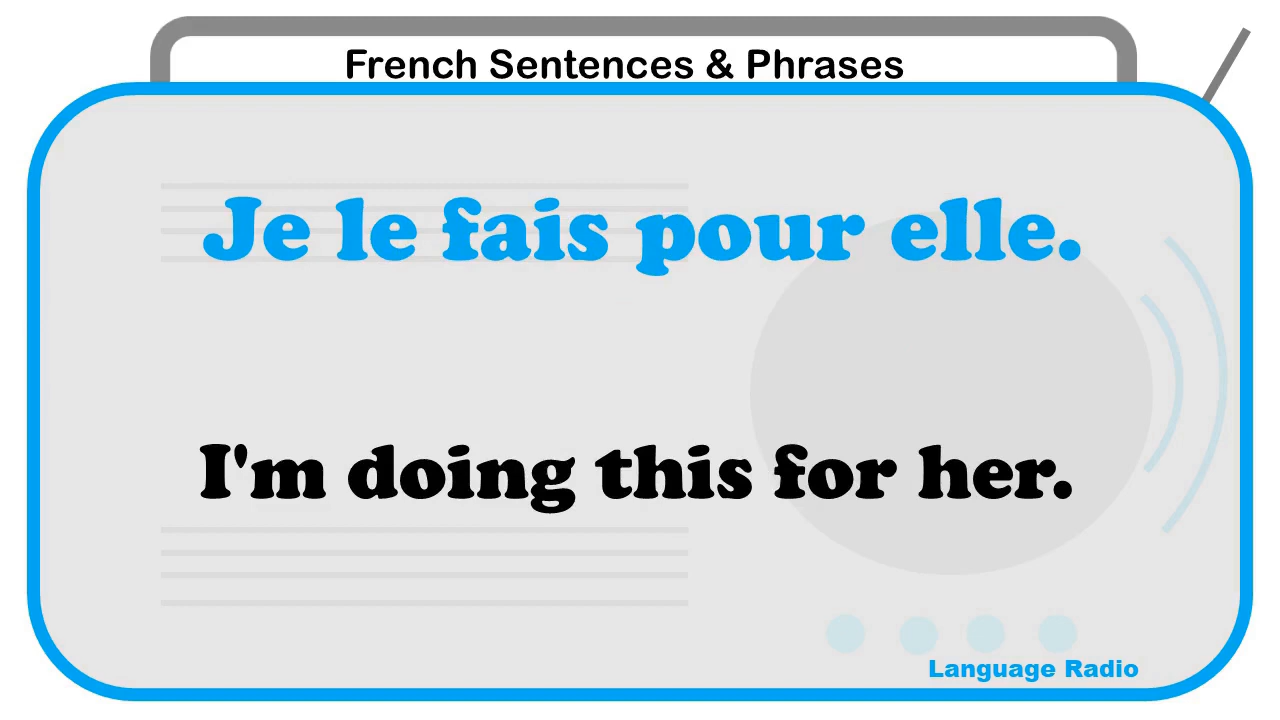 French Sentences & Phrases
Je le fais pour elle.
I'm doing this for her.
Language Radio